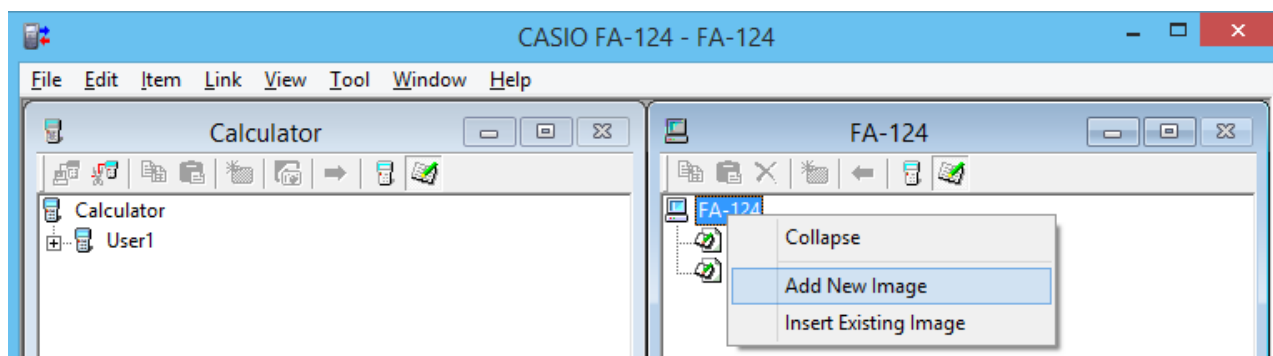 CASIO FA-124 - FA-124
File Edit Item Link View Tool Window Help
Calculator
FA-124
Calculator
User1
FA-124
Collapse
Add New Image
Insert Existing Image